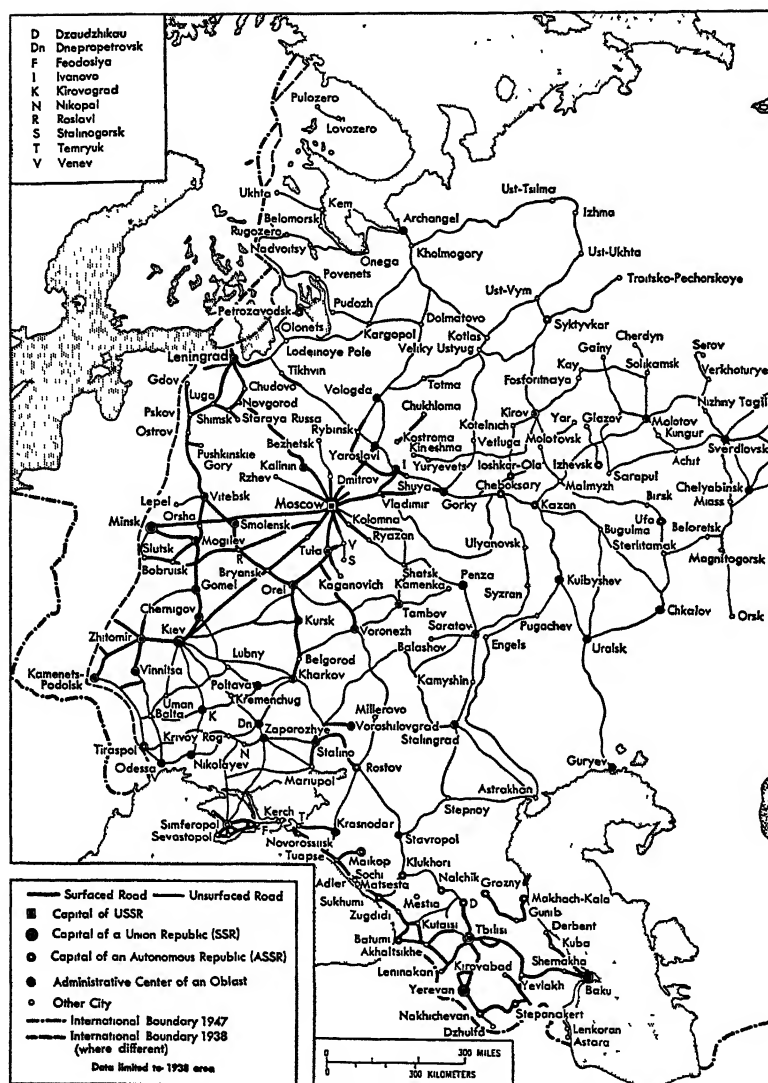 D Dzaudzhikau
Dn Dnepropetrovsk
F Feodosiya
I Ivanovo
K Kirovograd
N Nikopal
R Roslavl
S Stalinogorsk
T Temryuk
V Venev
Pulozero
Lovozero
Ukhta
Kem
Archangel
Ust-Tsilma
Izhma
Belomorsk
Rugozero
Nadvoitsy
Onega
Kholmogory
Ust-Ukhta
Povenets
Troitsko-Pechorskoye
Ust-Vym
Petrozavodsk
Pudozh
Dolmatovo
Olonets
Kargopol
Kotlas
Syktyvkar
Leningrad
Lodeinoye Pole
Veliky Ustyug
Gainy
Cherdyn
Serov
Tikhvin
Kay
Solikamsk
Gdov
Chudovo
Totma
Fosforitnaya
Verkhoturye
Luga
Novgorod
Vologda
Chukhloma
Pskov
Shimsk
Staraya Russa
Kotelnich
Kirov
Yar
Glazov
Nizhny Tagil
Ostrov
Rybinsk
Kostroma
Vetluga
Molotovsk
Molotov
Bezhetsk
Kineshma
Kungur
Pushkinskie
Gory
Kalinin
Yaroslavl
I
Yuryevets
Ioshkar-Ola
Izhevsk
Achit
Sverdlovsk
Rzhev
Dmitrov
Shuya
Cheboksary
Sarapul
Lepel
Vitebsk
Moscow
Vladimir
Gorky
Malmyzh
Chelyabinsk
Minsk
Orsha
Smolensk
Kazan
Birsk
Miass
Kolomna
Ufa
Mogilev
V
Ryazan
Ulyanovsk
Bugulma
Beloretsk
Slutsk
R
Tula
S
Sterlitamak
Bobruisk
Bryansk
Shatsk
Magnitogorsk
Kaganovich
Kamenka
Penza
Kuibyshev
Gomel
Orel
Syzran
Tambov
Chkalov
Chernigov
Saratov
Pugachev
Orsk
Kursk
Voronezh
Engels
Zhitomir
Kiev
Balashov
Uralsk
Lubny
Belgorod
Kamenets-
Podolsk
Vinnitsa
Kharkov
Kamyshin
Poltava
Uman
Kremenchug
Millerovo
Balta
K
Dn
Voroshilovgrad
Krivoy Rog
Zaporozhye
Stalingrad
Tiraspol
N
Stalino
Guryev
Odessa
Nikolayev
Mariupol
Rostov
Astrakhan
Stepnoy
Kerch
Simferopol
F
T
Krasnodar
Sevastopol
Novorossiisk
Stavropol
Tuapse
Maikop
Klukhori
Sochi
Nalchik
Grozny
Adler
Matsesta
Makhach-Kala
Sukhumi
Mestia
D
Gunib
Zugdidi
Derbent
Kutaisi
Tbilisi
Kuba
Batumi
Akhaltsikhe
Shemakha
Leninakan
Kirovabad
Yevlakh
Baku
Yerevan
Stepanakert
Nakhichevan
Dzhulfa
Lenkoran
Astara
Surfaced Road Unsurfaced Road
Capital of USSR
Capital of a Union Republic (SSR)
Capital of an Autonomous Republic (ASSR)
Administrative Center of an Oblast
Other City
International Boundary 1947
International Boundary 1938
(where different)
Data limited to 1938 area
0 300 MILES
0 300 KILOMETERS